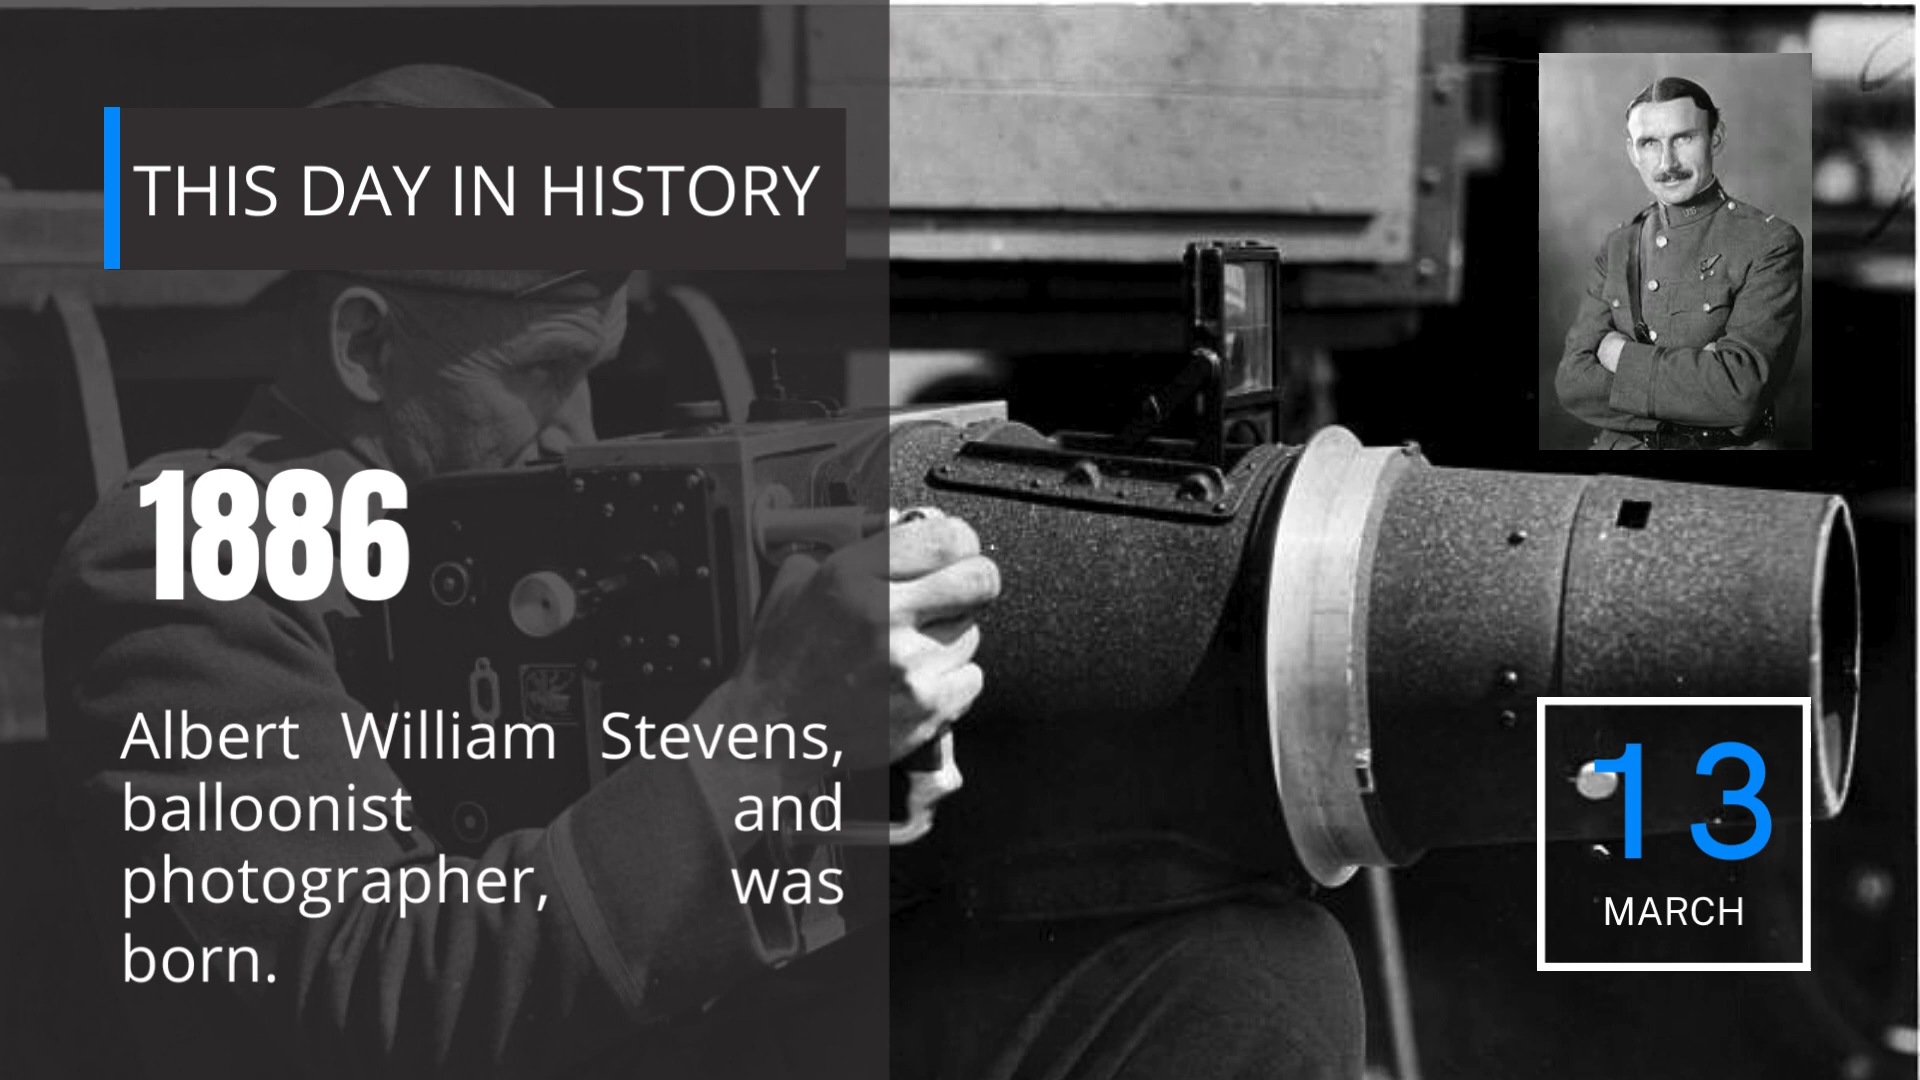 THIS DAY IN HISTORY
1886
Albert William Stevens,
balloonist and
photographer, was
born.
13
MARCH